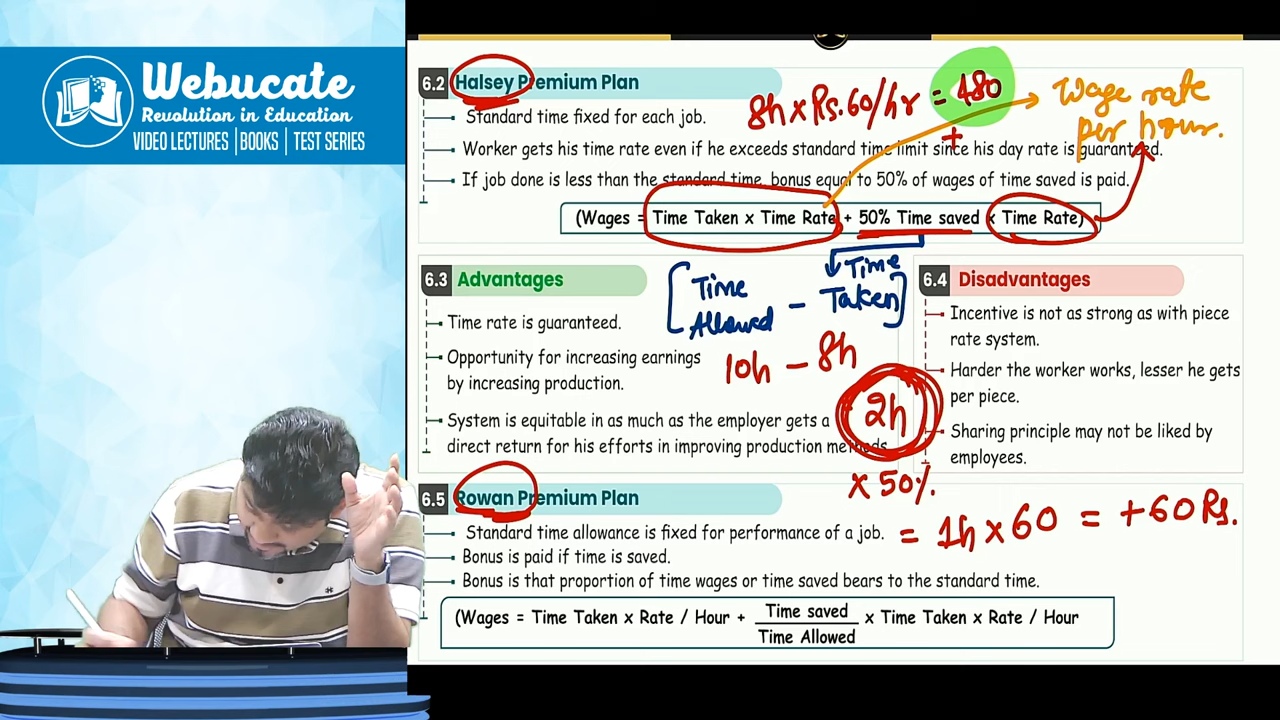 Webucate
Revolution in Education
VIDEO LECTURES | BOOKS | TEST SERIES
6.2 Halsey Premium Plan
8h x Rs.60/hr = 480
+
Wage rate
per hour.
Standard time fixed for each job.
Worker gets his time rate even if he exceeds standard time limit since his day rate is guaranteed.
If job done is less than the standard time, bonus equal to 50% of wages of time saved is paid.
(Wages = Time Taken x Time Rate + 50% Time saved x Time Rate)
6.3 Advantages
[Time Allowed - Time Taken]
10h - 8h
2h
x 50%.
= 1h x 60 = +60 Rs.
Time rate is guaranteed.
Opportunity for increasing earnings
by increasing production.
System is equitable in as much as the employer gets a
direct return for his efforts in improving production methods.
6.4 Disadvantages
Incentive is not as strong as with piece
rate system.
Harder the worker works, lesser he gets
per piece.
Sharing principle may not be liked by
employees.
6.5 Rowan Premium Plan
Standard time allowance is fixed for performance of a job.
Bonus is paid if time is saved.
Bonus is that proportion of time wages or time saved bears to the standard time.
(Wages = Time Taken x Rate / Hour + Time saved / Time Allowed x Time Taken x Rate / Hour